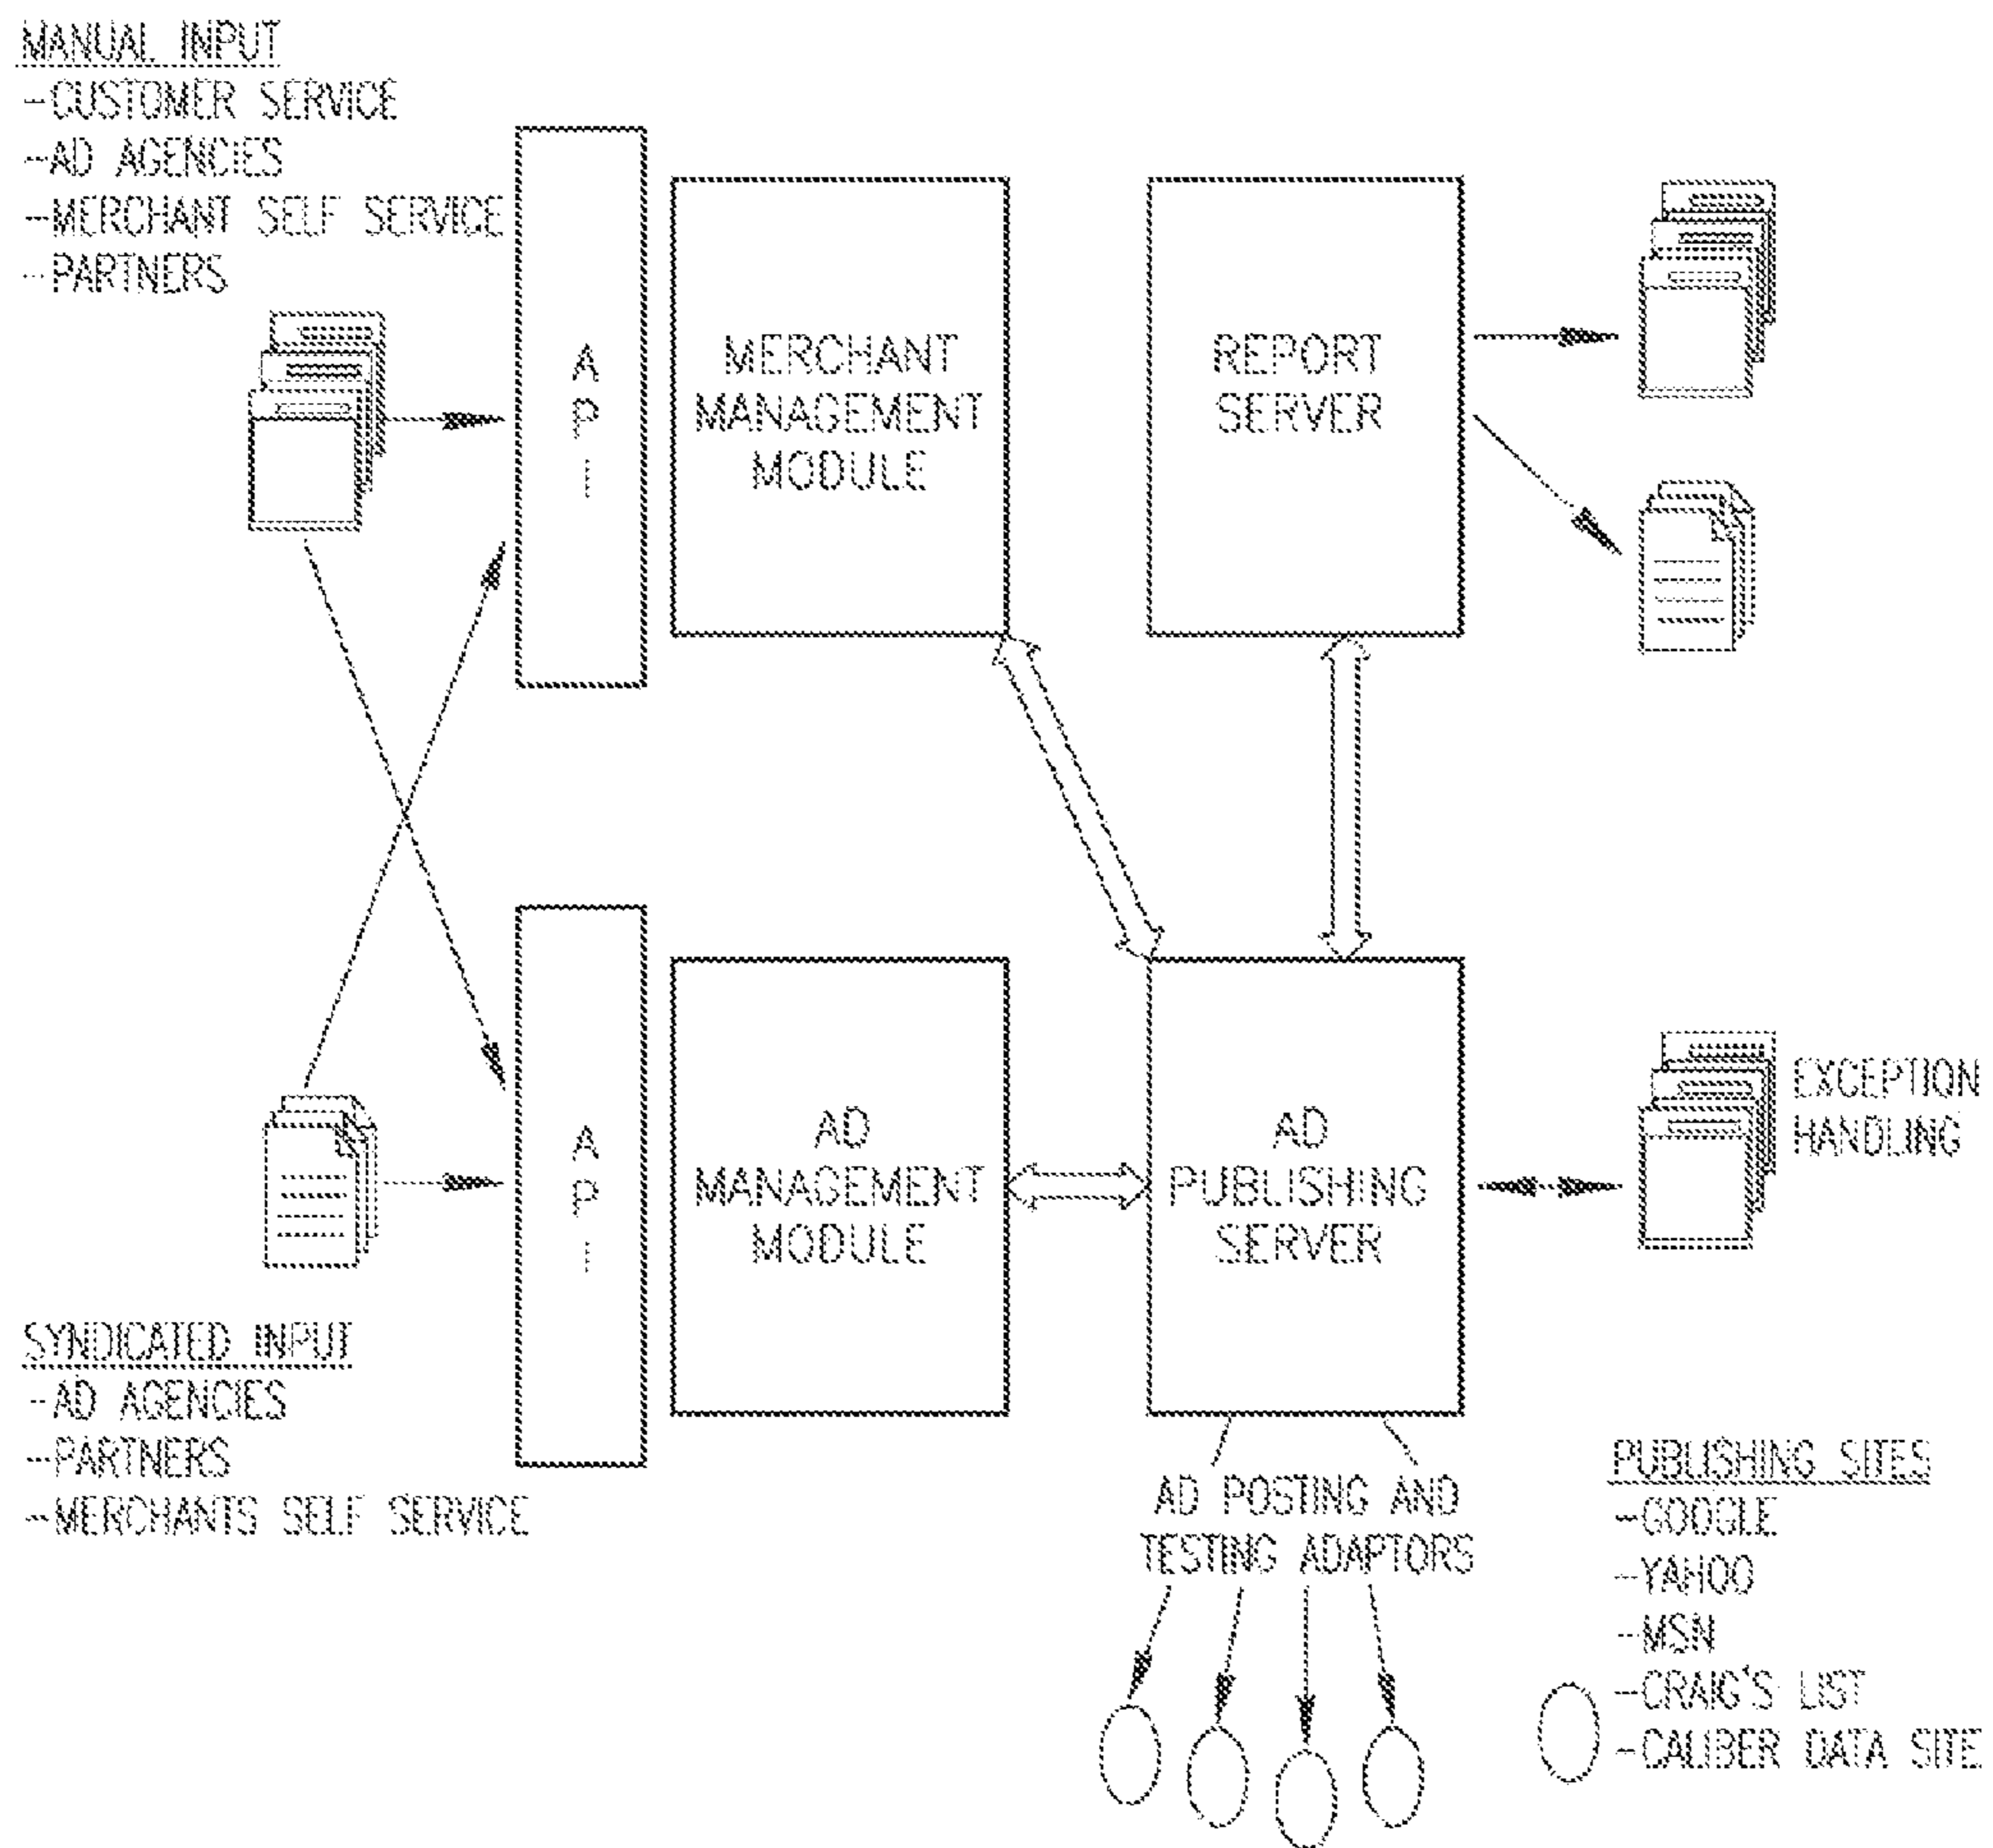 MANUAL INPUT
-CUSTOMER SERVICE
-AD AGENCIES
-MERCHANT SELF SERVICE
-PARTNERS
A
P
I
MERCHANT
MANAGEMENT
MODULE
REPORT
SERVER
A
P
I
AD
MANAGEMENT
MODULE
AD
PUBLISHING
SERVER
EXCEPTION
HANDLING
SYNDICATED INPUT
-AD AGENCIES
-PARTNERS
-MERCHANTS SELF SERVICE
AD POSTING AND
TESTING ADAPTORS
PUBLISHING SITES
-GOOGLE
-YAHOO
-MSN
-CRAIG'S LIST
-CALIBER DATA SITE